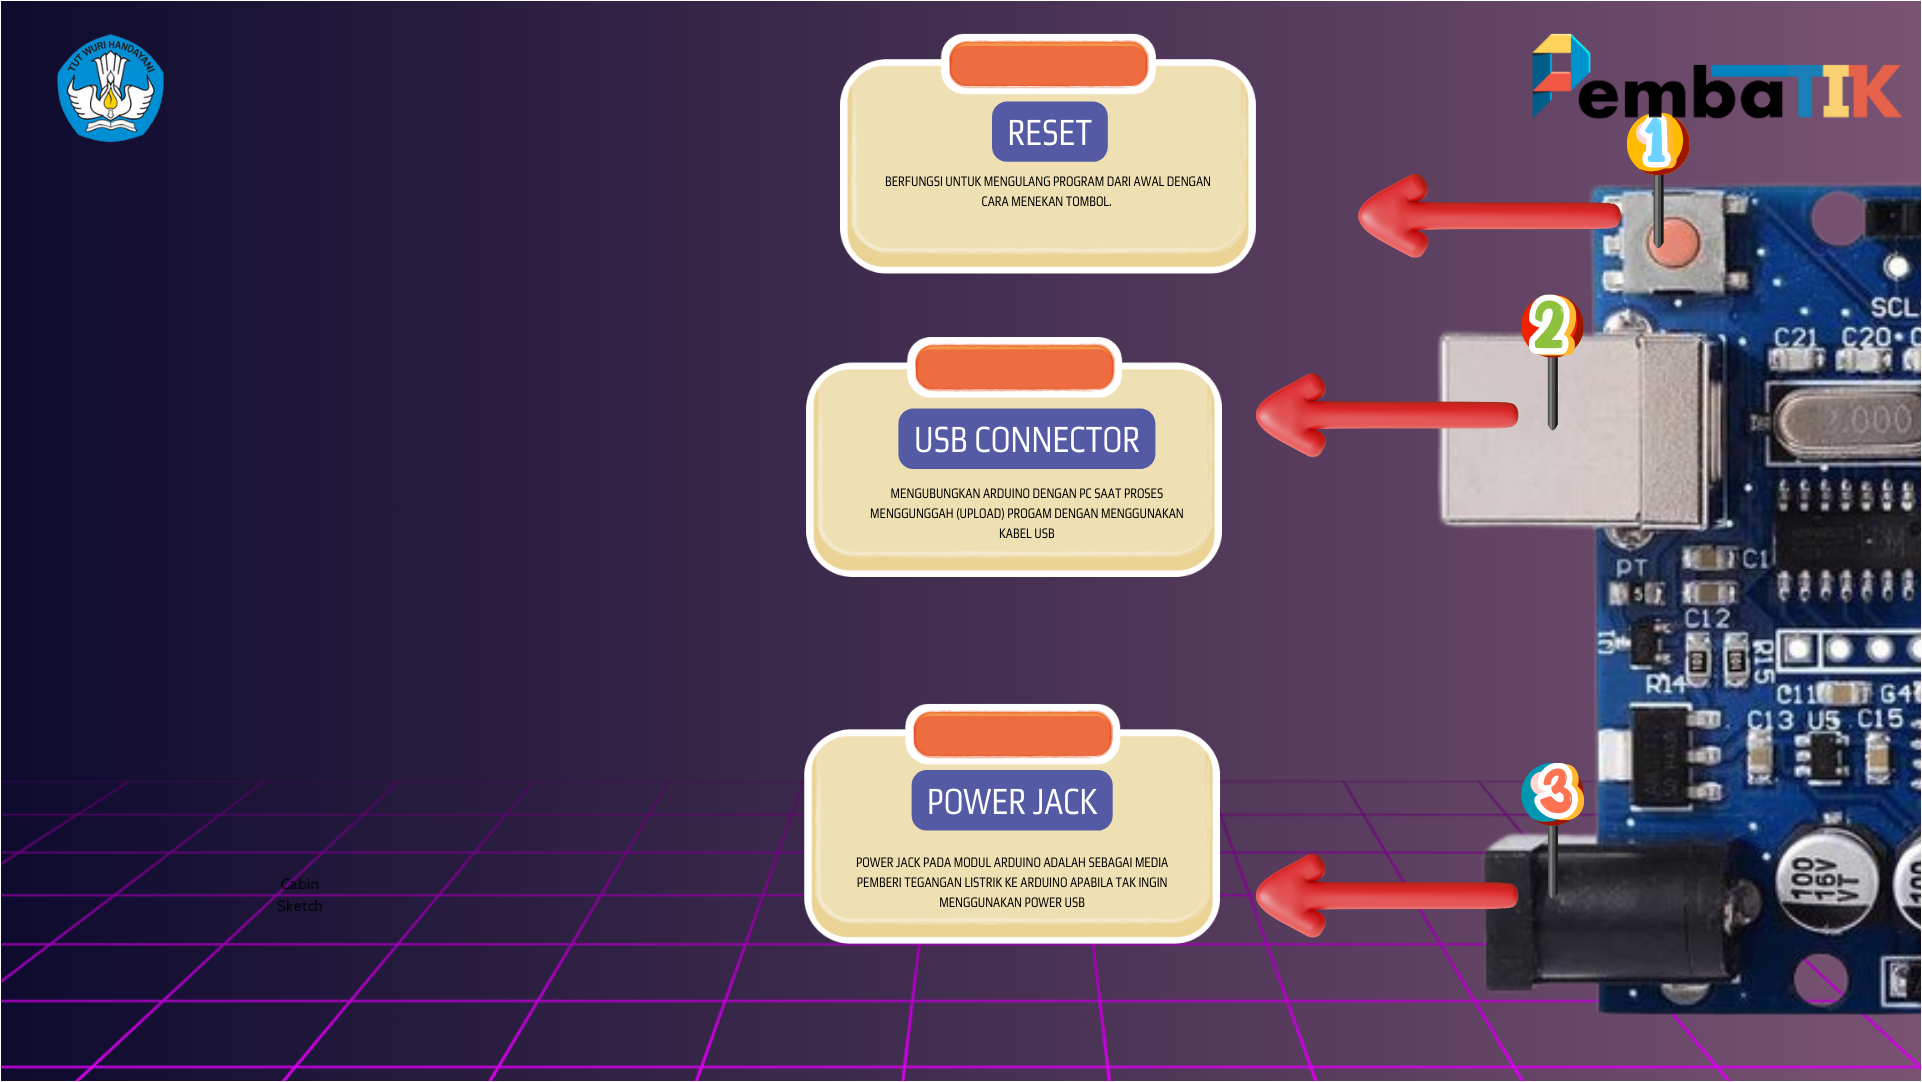 TUT WURI HANDAYANI
PembaTIK
RESET
BERFUNGSI UNTUK MENGULANG PROGRAM DARI AWAL DENGAN
CARA MENEKAN TOMBOL.
1
USB CONNECTOR
MENGUBUNGKAN ARDUINO DENGAN PC SAAT PROSES
MENGGUNGGAH (UPLOAD) PROGAM DENGAN MENGGUNAKAN
KABEL USB
2
POWER JACK
POWER JACK PADA MODUL ARDUINO ADALAH SEBAGAI MEDIA
PEMBERI TEGANGAN LISTRIK KE ARDUINO APABILA TAK INGIN
MENGGUNAKAN POWER USB
3
Cabin
Sketch
SCL
C21 C20
PT
C1
C12
R15
R14
C11 G4
C13 U5 C15
100
16V
VT
100